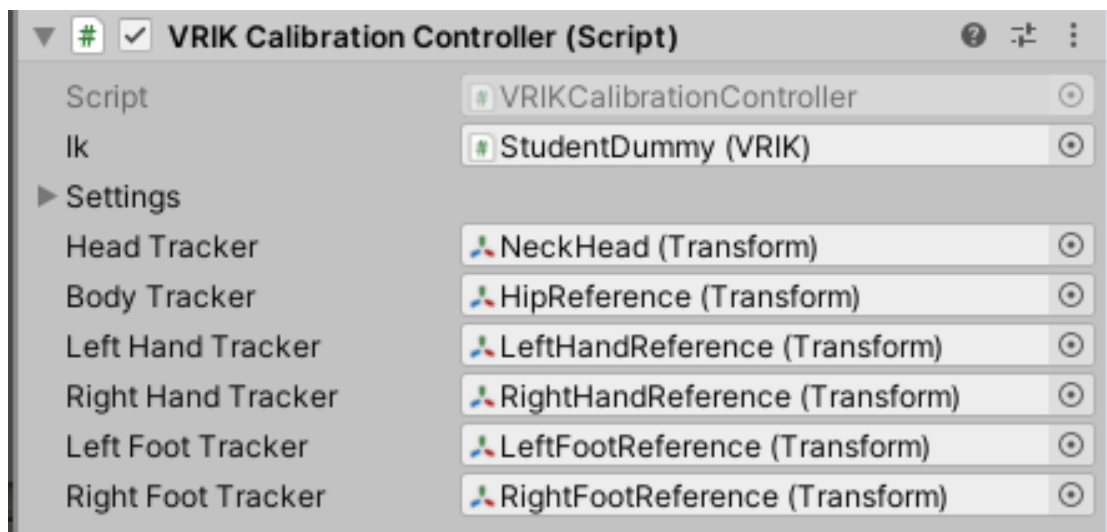 # VRIK Calibration Controller (Script)
Script # VRIKCalibrationController
Ik # StudentDummy (VRIK)
Settings
Head Tracker NeckHead (Transform)
Body Tracker HipReference (Transform)
Left Hand Tracker LeftHandReference (Transform)
Right Hand Tracker RightHandReference (Transform)
Left Foot Tracker LeftFootReference (Transform)
Right Foot Tracker RightFootReference (Transform)